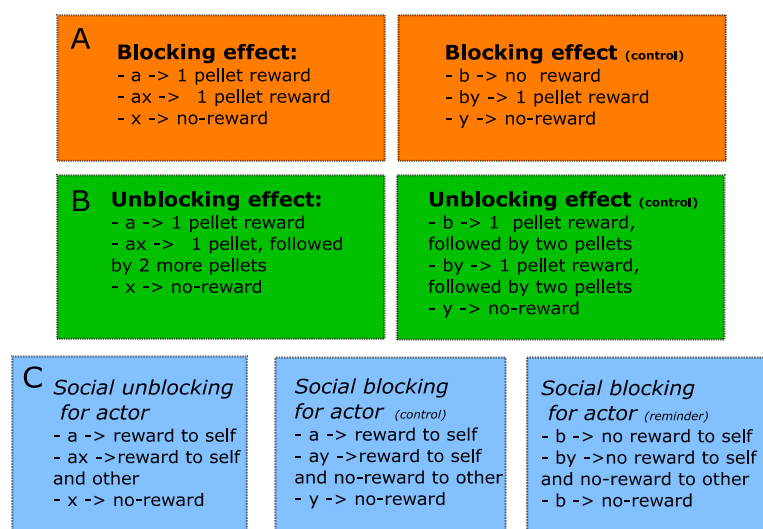 A
Blocking effect:
- a -> 1 pellet reward
- ax -> 1 pellet reward
- x -> no-reward
Blocking effect (control)
- b -> no reward
- by -> 1 pellet reward
- y -> no-reward
B
Unblocking effect:
- a -> 1 pellet reward
- ax -> 1 pellet, followed
by 2 more pellets
- x -> no-reward
Unblocking effect (control)
- b -> 1 pellet reward,
followed by two pellets
- by -> 1 pellet reward,
followed by two pellets
- y -> no-reward
C
Social unblocking
for actor
- a -> reward to self
- ax ->reward to self
and other
- x -> no-reward
Social blocking
for actor (control)
- a -> reward to self
- ay ->reward to self
and no-reward to other
- y -> no-reward
Social blocking
for actor (reminder)
- b -> no reward to self
- by ->no reward to self
and no-reward to other
- b -> no-reward